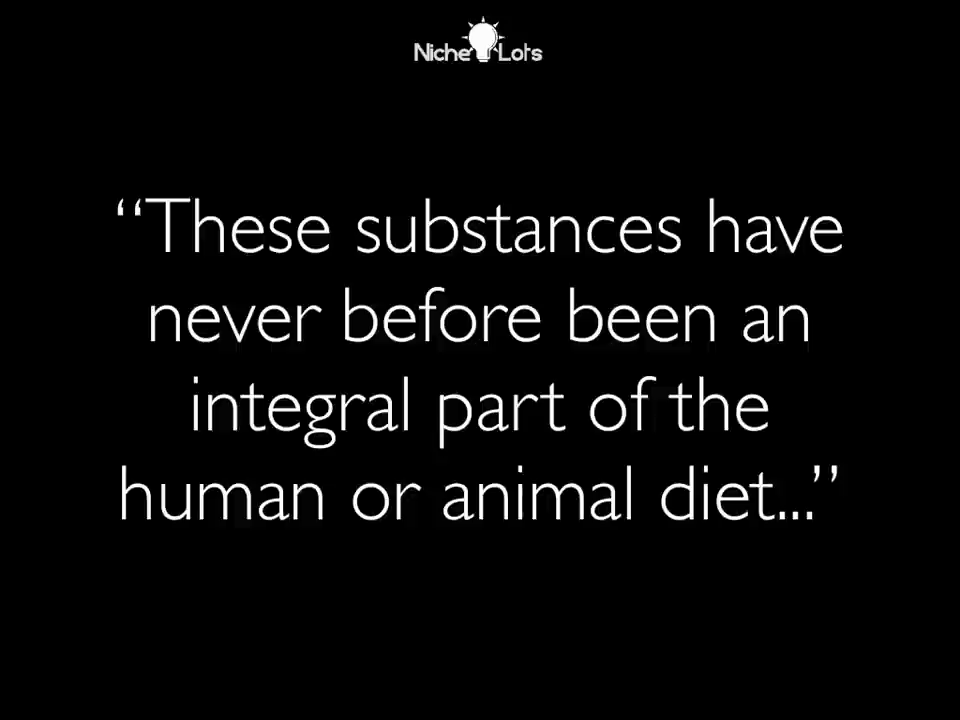 Niche Lots
“These substances have
never before been an
integral part of the
human or animal diet...”